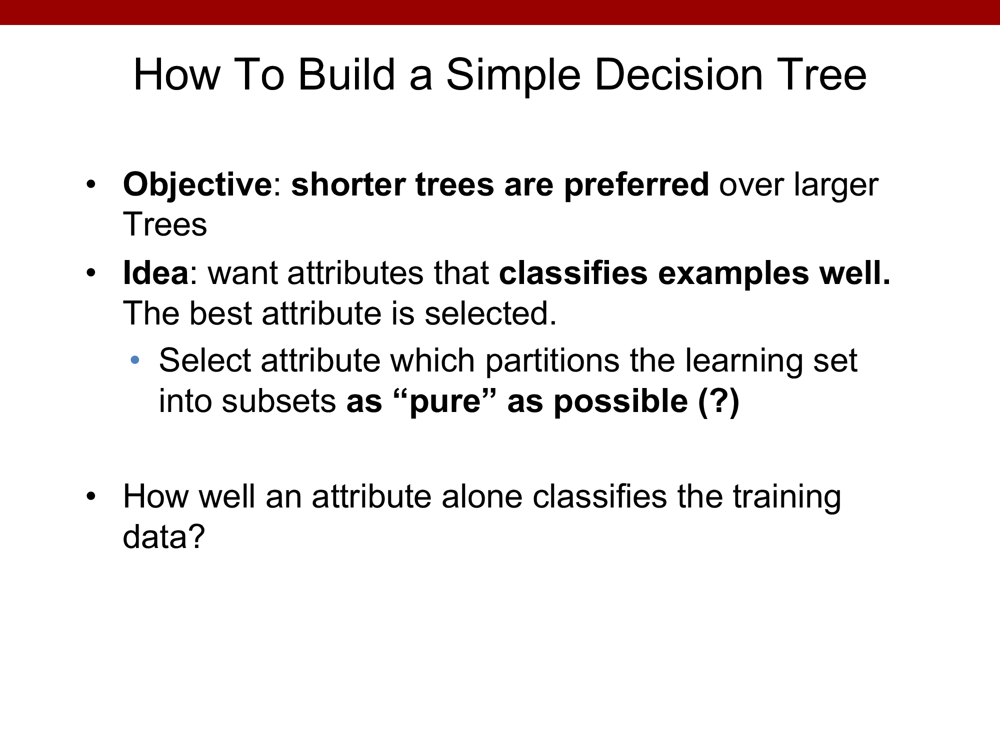 How To Build a Simple Decision Tree
• Objective: shorter trees are preferred over larger
Trees
• Idea: want attributes that classifies examples well.
The best attribute is selected.
• Select attribute which partitions the learning set
into subsets as “pure” as possible (?)
• How well an attribute alone classifies the training
data?